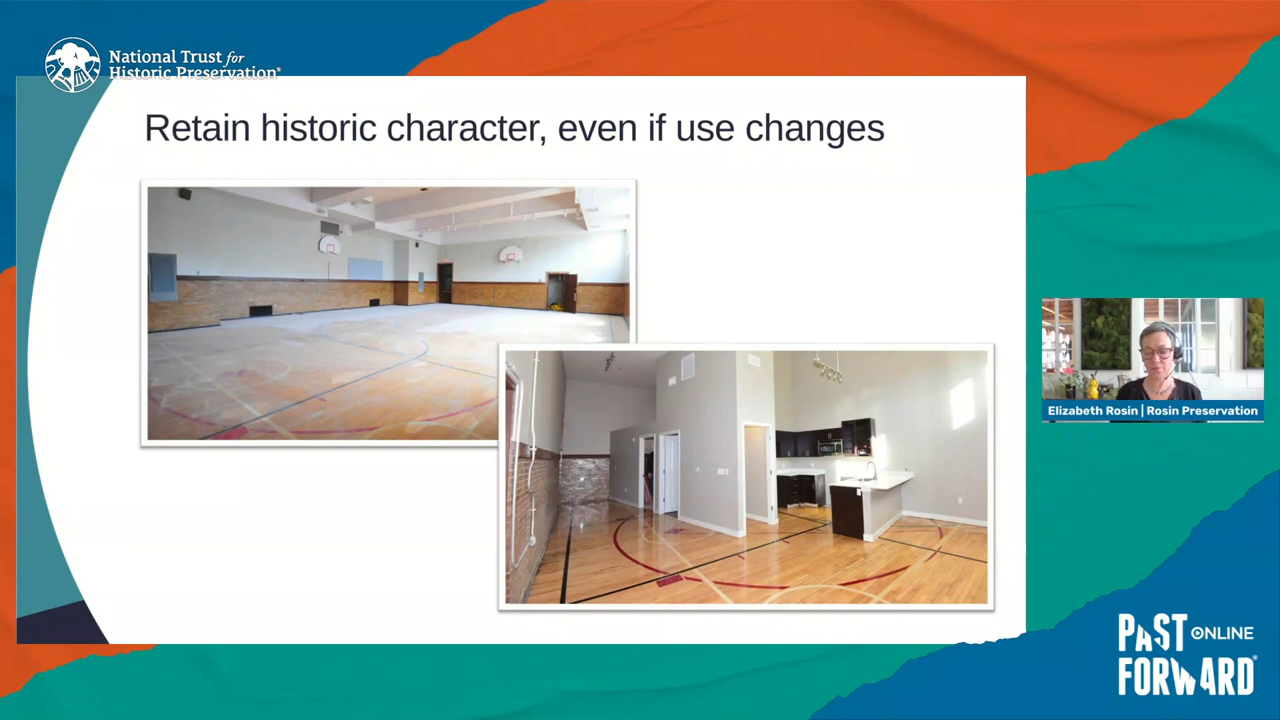 National Trust for
Historic Preservation®
Retain historic character, even if use changes
Elizabeth Rosin | Rosin Preservation
PAST ONLINE
FORWARD®